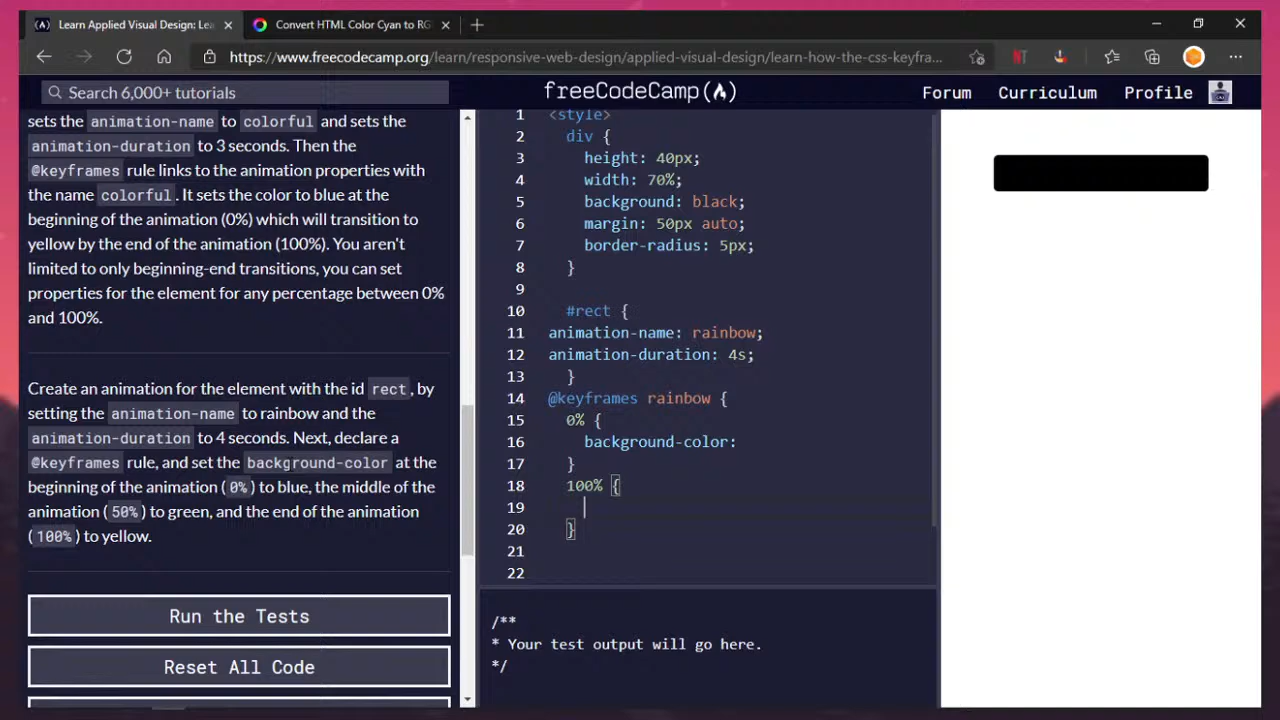 Learn Applied Visual Design: Lea
Convert HTML Color Cyan to RG
https://www.freecodecamp.org/learn/responsive-web-design/applied-visual-design/learn-how-the-css-keyfra...
Search 6,000+ tutorials
freeCodeCamp
Forum
Curriculum
Profile
sets the animation-name to colorful and sets the
animation-duration to 3 seconds. Then the
@keyframes rule links to the animation properties with
the name colorful. It sets the color to blue at the
beginning of the animation (0%) which will transition to
yellow by the end of the animation (100%). You aren't
limited to only beginning-end transitions, you can set
properties for the element for any percentage between 0%
and 100%.
Create an animation for the element with the id rect, by
setting the animation-name to rainbow and the
animation-duration to 4 seconds. Next, declare a
@keyframes rule, and set the background-color at the
beginning of the animation (0%) to blue, the middle of the
animation (50%) to green, and the end of the animation
(100%) to yellow.
Run the Tests
Reset All Code
1 <style>
2 div {
3 height: 40px;
4 width: 70%;
5 background: black;
6 margin: 50px auto;
7 border-radius: 5px;
8 }
9
10 #rect {
11 animation-name: rainbow;
12 animation-duration: 4s;
13 }
14 @keyframes rainbow {
15 0% {
16 background-color:
17 }
18 100% {
19
20 }
21
22
/**
* Your test output will go here.
*/